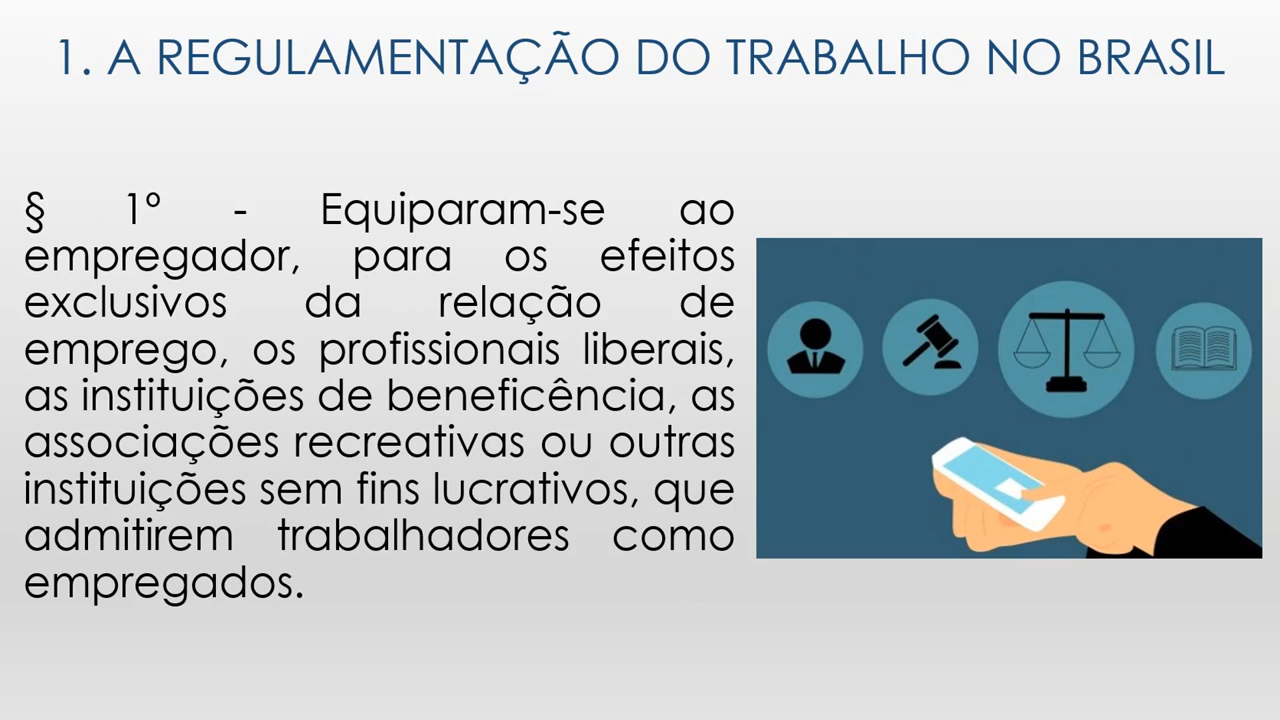 1. A REGULAMENTAÇÃO DO TRABALHO NO BRASIL
§ 1º - Equiparam-se ao
empregador, para os efeitos
exclusivos da relação de
emprego, os profissionais liberais,
as instituições de beneficência, as
associações recreativas ou outras
instituições sem fins lucrativos, que
admitirem trabalhadores como
empregados.